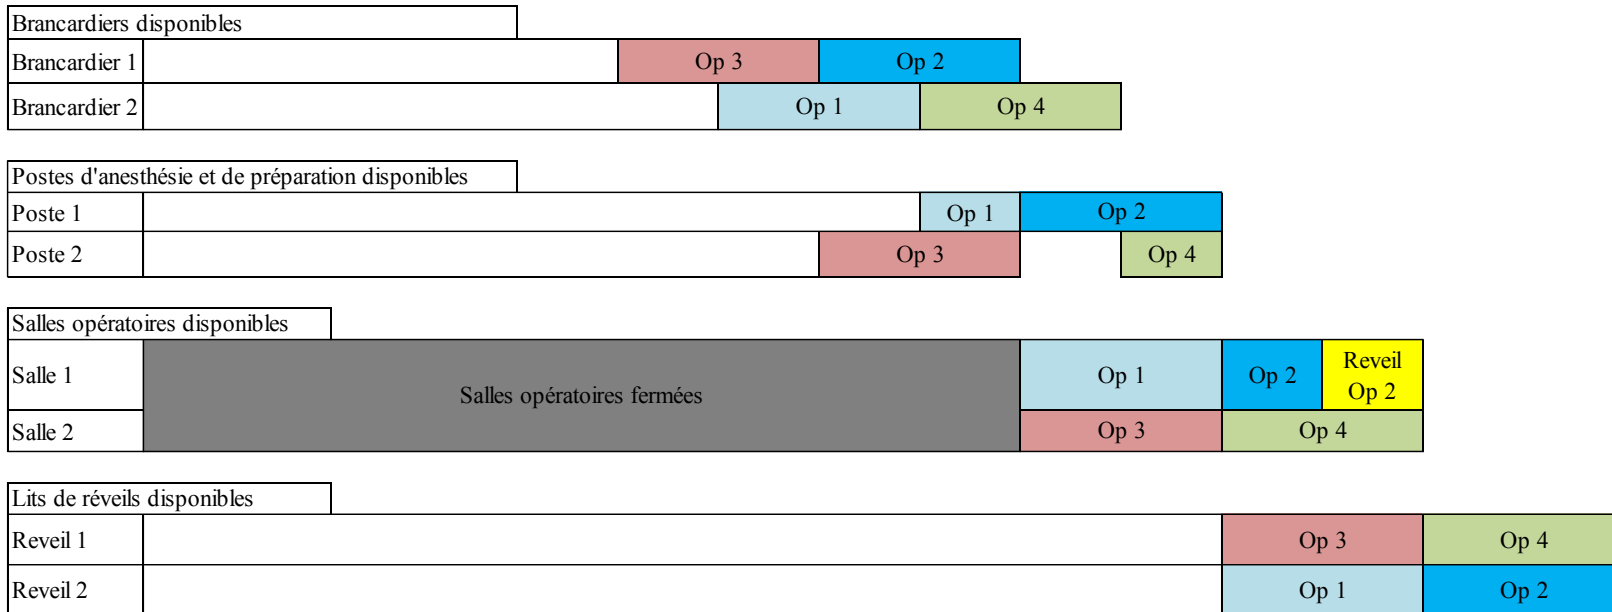 Brancardiers disponibles
Brancardier 1 Op 3 Op 2
Brancardier 2 Op 1 Op 4
Postes d'anesthésie et de préparation disponibles
Poste 1 Op 1 Op 2
Poste 2 Op 3 Op 4
Salles opératoires disponibles
Salle 1 Salles opératoires fermées Op 1 Op 2 Reveil
Op 2
Salle 2 Op 3 Op 4
Lits de réveils disponibles
Reveil 1 Op 3 Op 4
Reveil 2 Op 1 Op 2